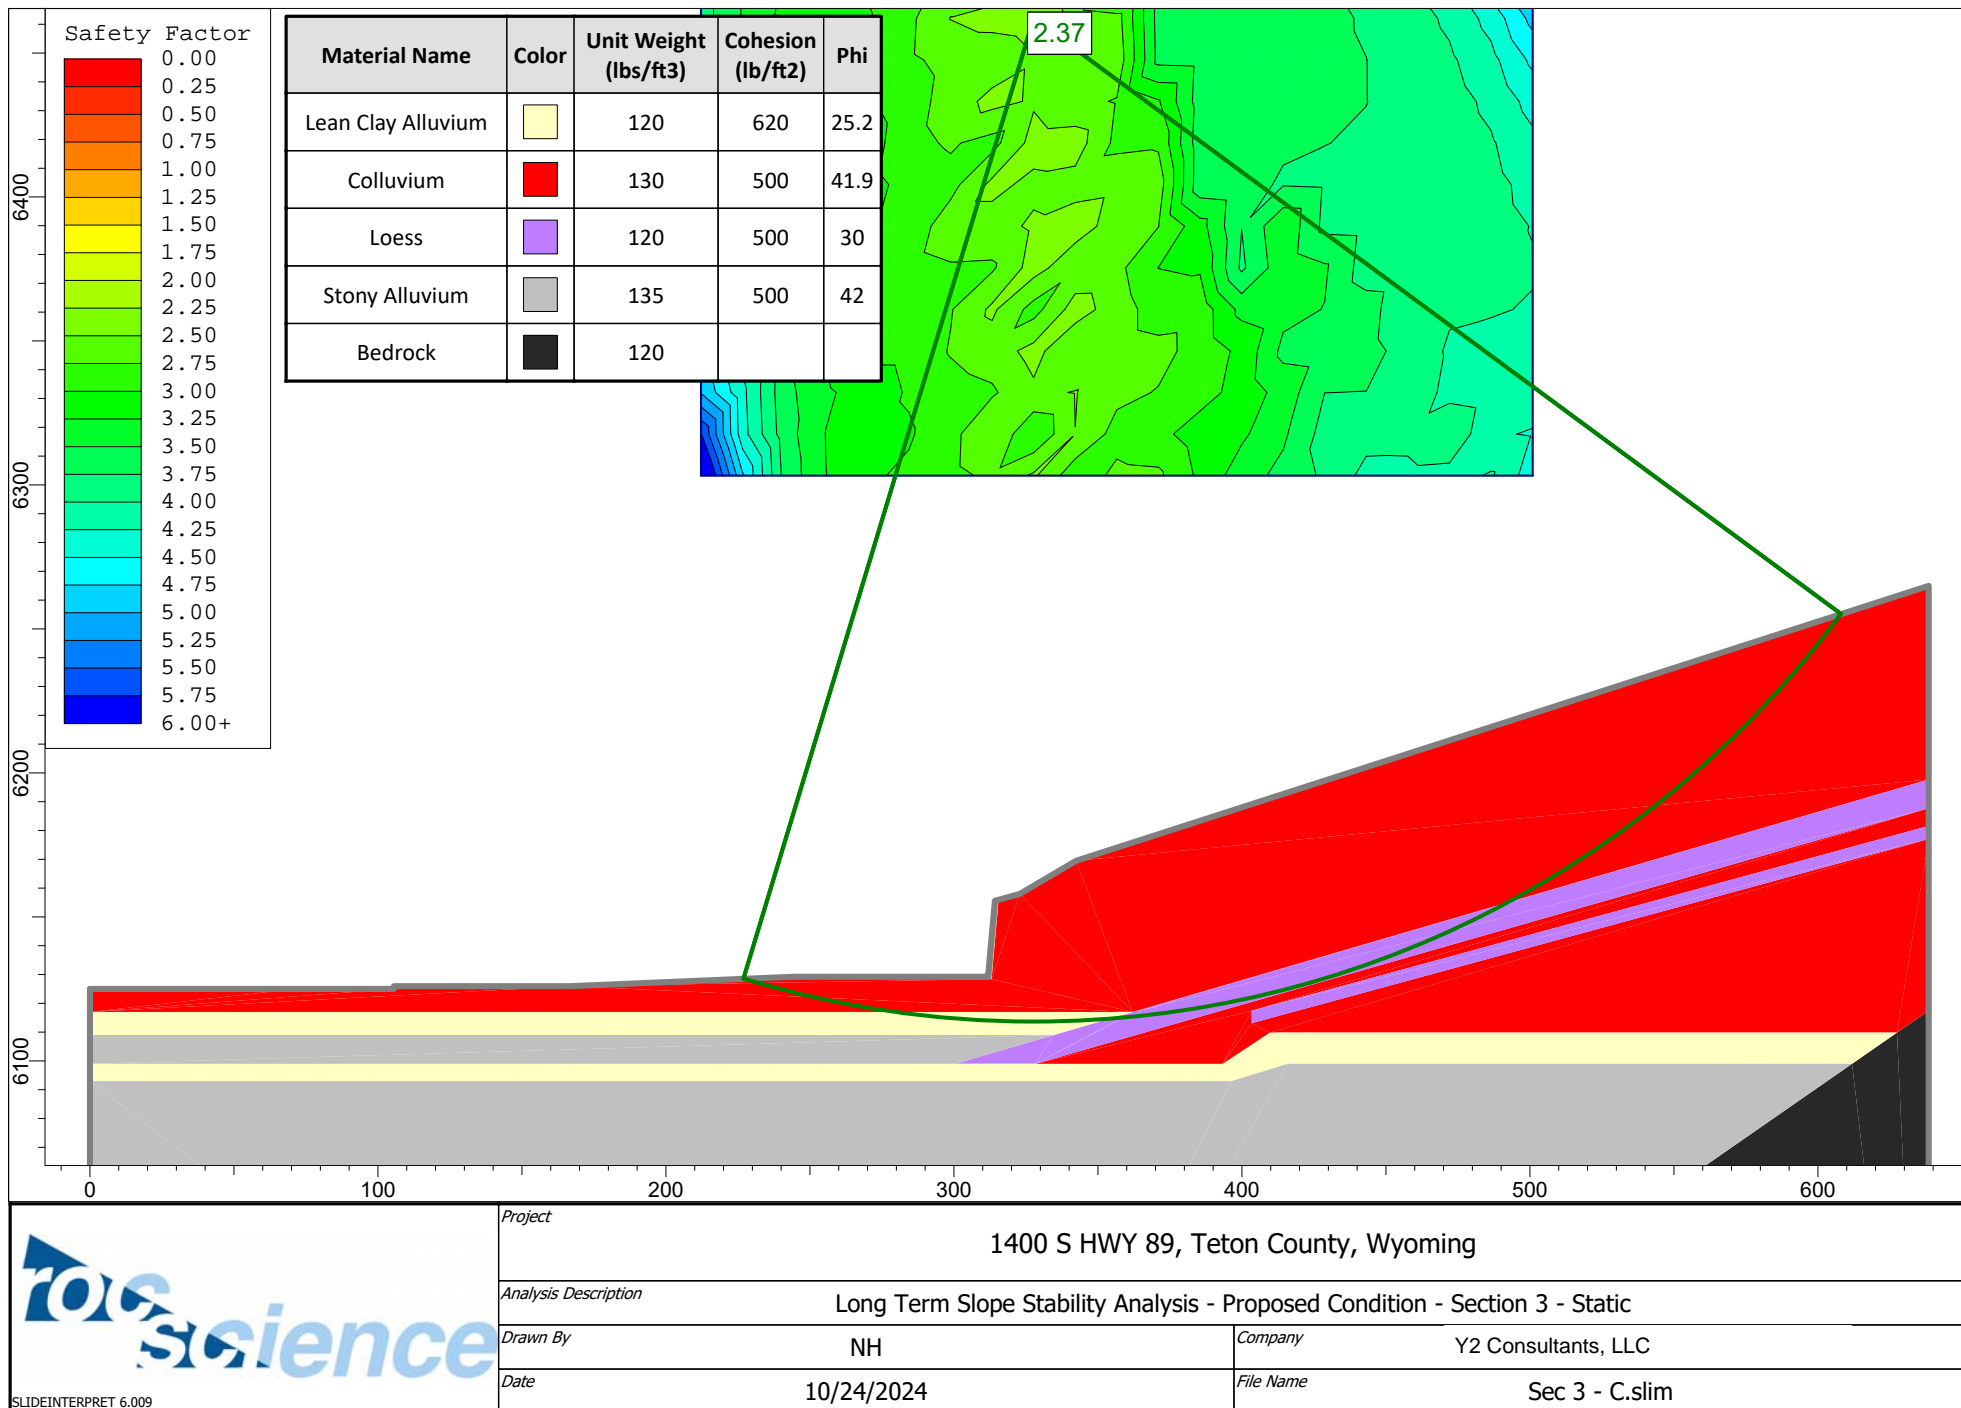 Safety Factor
0.00
0.25
0.50
0.75
1.00
1.25
1.50
1.75
2.00
2.25
2.50
2.75
3.00
3.25
3.50
3.75
4.00
4.25
4.50
4.75
5.00
5.25
5.50
5.75
6.00+
Material Name Color Unit Weight (lbs/ft3) Cohesion (lb/ft2) Phi
Lean Clay Alluvium 120 620 25.2
Colluvium 130 500 41.9
Loess 120 500 30
Stony Alluvium 135 500 42
Bedrock 120
2.37
6400
6300
6200
6100
0 100 200 300 400 500 600
rocscience
SLIDEINTERPRET 6.009
Project
1400 S HWY 89, Teton County, Wyoming
Analysis Description
Long Term Slope Stability Analysis - Proposed Condition - Section 3 - Static
Drawn By NH Company Y2 Consultants, LLC
Date 10/24/2024 File Name Sec 3 - C.slim